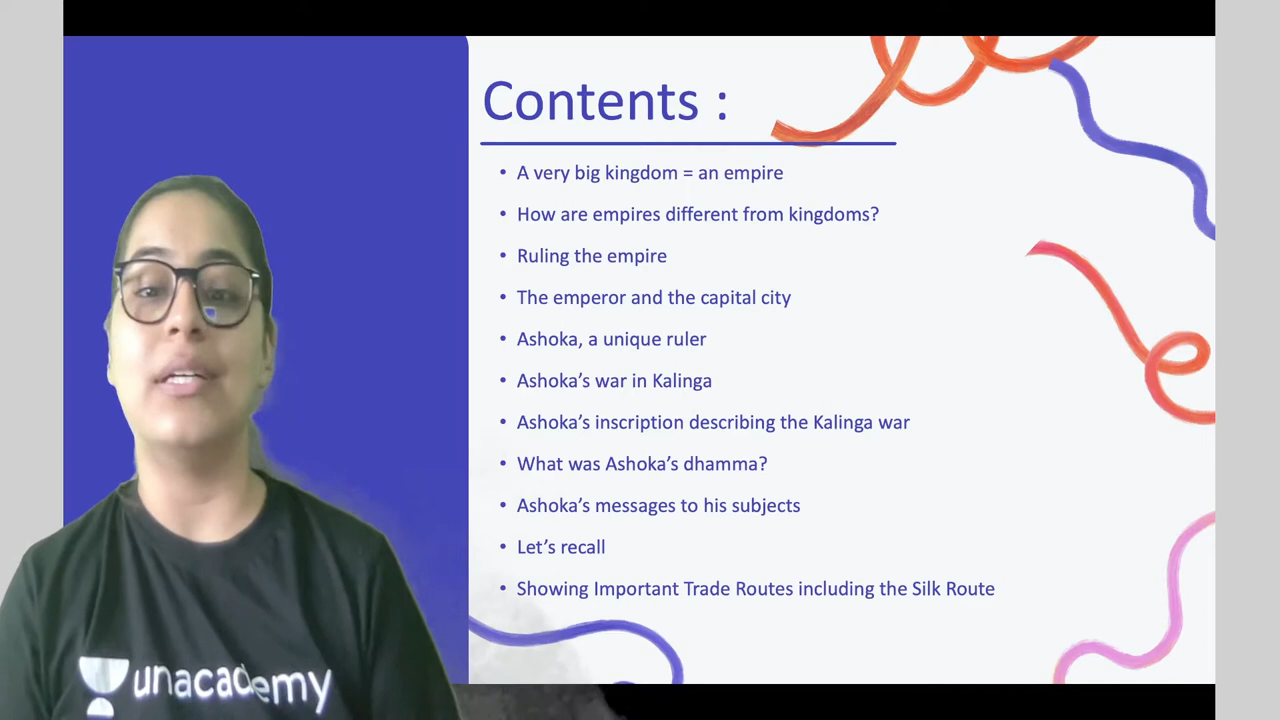 Contents :
• A very big kingdom = an empire
• How are empires different from kingdoms?
• Ruling the empire
• The emperor and the capital city
• Ashoka, a unique ruler
• Ashoka’s war in Kalinga
• Ashoka’s inscription describing the Kalinga war
• What was Ashoka’s dhamma?
• Ashoka’s messages to his subjects
• Let’s recall
• Showing Important Trade Routes including the Silk Route
unacademy